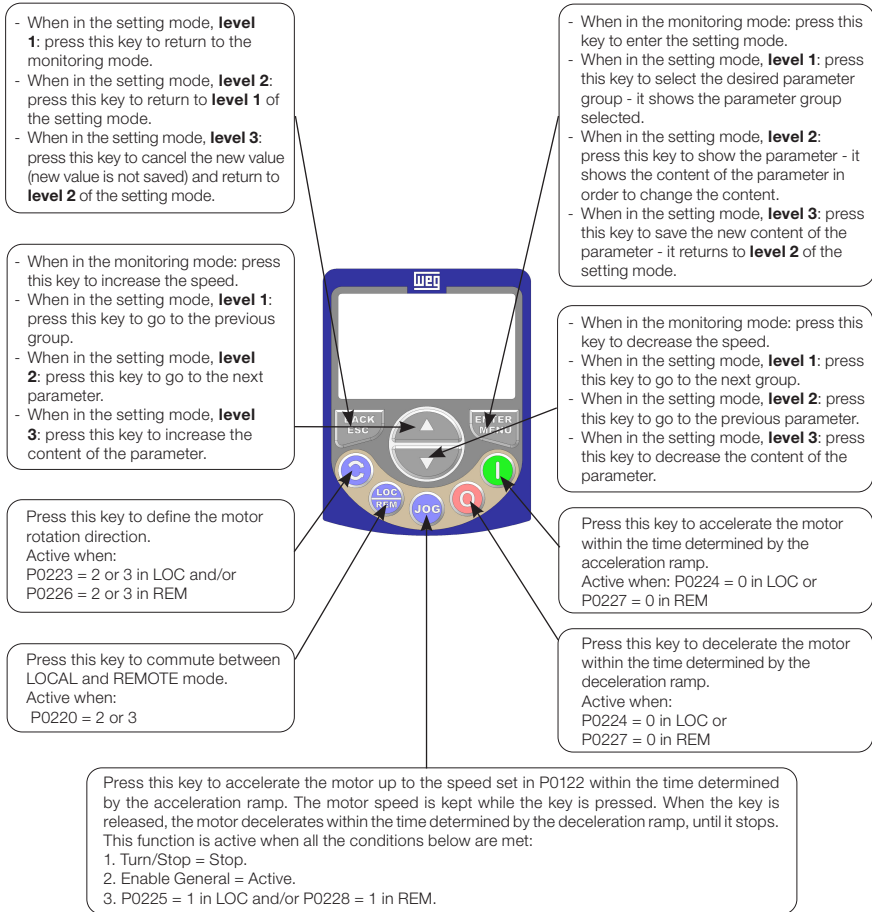 - When in the setting mode, level
1: press this key to return to the
monitoring mode.
- When in the setting mode, level 2:
press this key to return to level 1 of
the setting mode.
- When in the setting mode, level 3:
press this key to cancel the new value
(new value is not saved) and return to
level 2 of the setting mode.
- When in the monitoring mode: press this
key to enter the setting mode.
- When in the setting mode, level 1: press
this key to select the desired parameter
group - it shows the parameter group
selected.
- When in the setting mode, level 2:
press this key to show the parameter - it
shows the content of the parameter in
order to change the content.
- When in the setting mode, level 3: press
this key to save the new content of the
parameter - it returns to level 2 of the
setting mode.
- When in the monitoring mode: press
this key to increase the speed.
- When in the setting mode, level 1:
press this key to go to the previous
group.
- When in the setting mode, level
2: press this key to go to the next
parameter.
- When in the setting mode, level
3: press this key to increase the
content of the parameter.
- When in the monitoring mode: press this
key to decrease the speed.
- When in the setting mode, level 1: press
this key to go to the next group.
- When in the setting mode, level 2: press
this key to go to the previous parameter.
- When in the setting mode, level 3: press
this key to decrease the content of the
parameter.
weg
BACK
ESC
ENTER
MENU
LOC
REM
JOG
Press this key to define the motor
rotation direction.
Active when:
P0223 = 2 or 3 in LOC and/or
P0226 = 2 or 3 in REM
Press this key to accelerate the motor
within the time determined by the
acceleration ramp.
Active when: P0224 = 0 in LOC or
P0227 = 0 in REM
Press this key to commute between
LOCAL and REMOTE mode.
Active when:
P0220 = 2 or 3
Press this key to decelerate the motor
within the time determined by the
deceleration ramp.
Active when:
P0224 = 0 in LOC or
P0227 = 0 in REM
Press this key to accelerate the motor up to the speed set in P0122 within the time determined
by the acceleration ramp. The motor speed is kept while the key is pressed. When the key is
released, the motor decelerates within the time determined by the deceleration ramp, until it stops.
This function is active when all the conditions below are met:
1. Turn/Stop = Stop.
2. Enable General = Active.
3. P0225 = 1 in LOC and/or P0228 = 1 in REM.